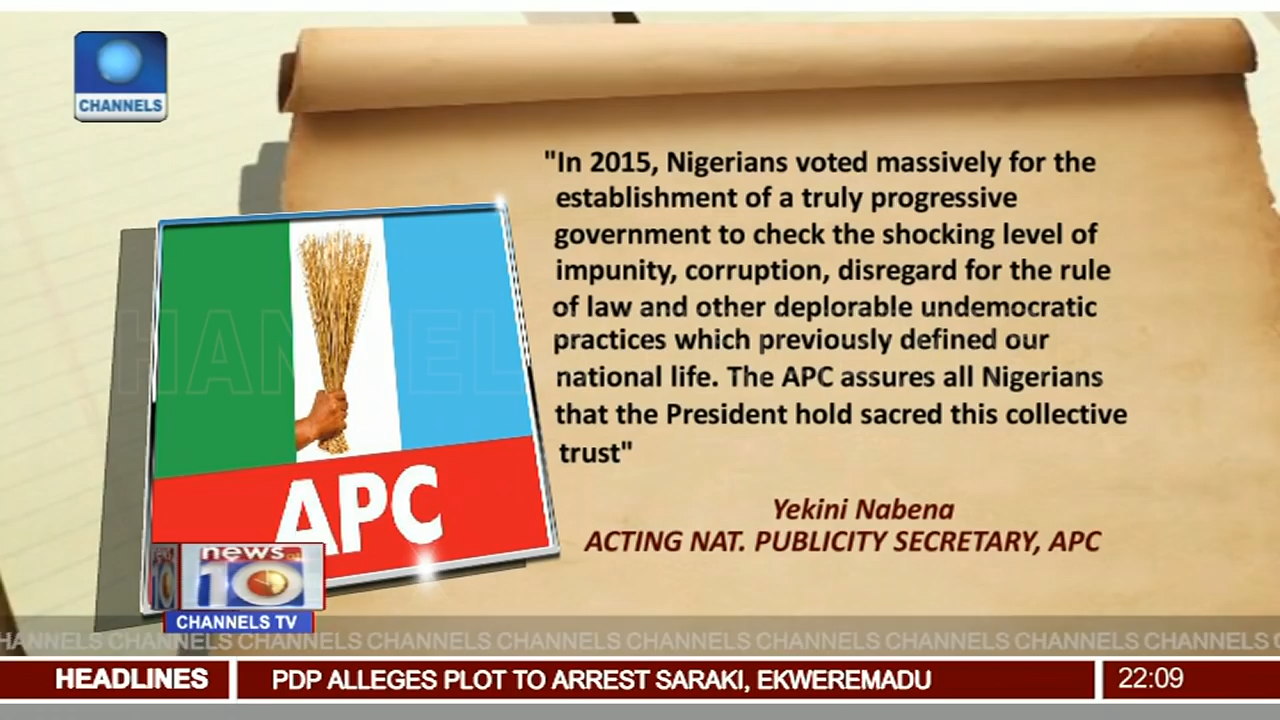 CHANNELS
"In 2015, Nigerians voted massively for the
establishment of a truly progressive
government to check the shocking level of
impunity, corruption, disregard for the rule
of law and other deplorable undemocratic
practices which previously defined our
national life. The APC assures all Nigerians
that the President hold sacred this collective
trust"
Yekini Nabena
ACTING NAT. PUBLICITY SECRETARY, APC
APC
news at
10
CHANNELS TV
CHANNELS CHANNELS CHANNELS CHANNELS CHANNELS CHANNELS CHANNELS CHANNELS CHANNELS CHANNELS
HEADLINES
PDP ALLEGES PLOT TO ARREST SARAKI, EKWEREMADU
22:09